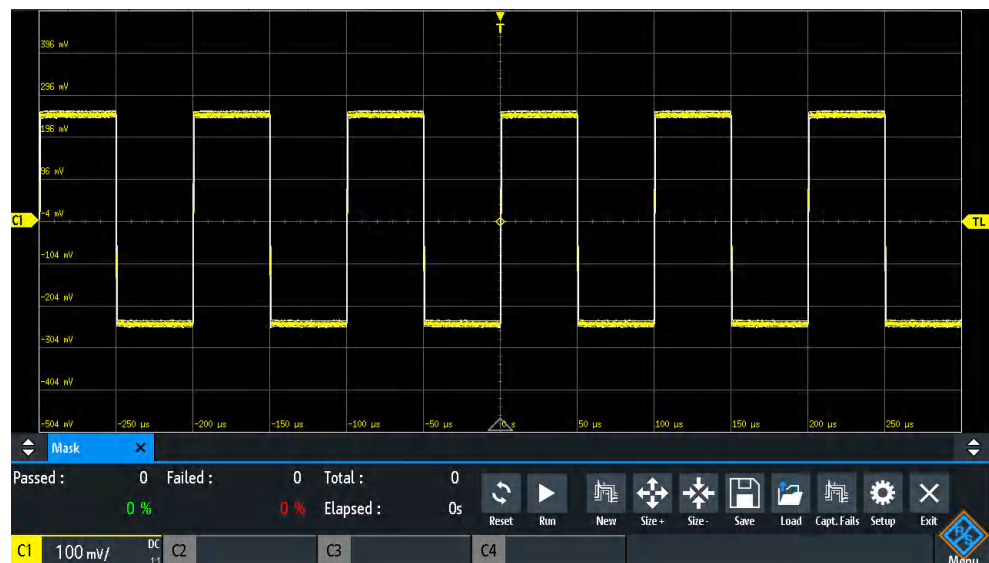 T
396 mV
296 mV
196 mV
96 mV
-4 mV
C1
TL
-104 mV
-204 mV
-304 mV
-404 mV
-504 mV -250 µs -200 µs -150 µs -100 µs -50 µs 0 s 50 µs 100 µs 150 µs 200 µs 250 µs
Mask
Passed : 0 Failed : 0 Total : 0
0 % 0 % Elapsed : 0s
Reset Run New Size + Size - Save Load Capt. Fails Setup Exit
C1 100 mV/ DC 1:1 C2 C3 C4 Menu
R S